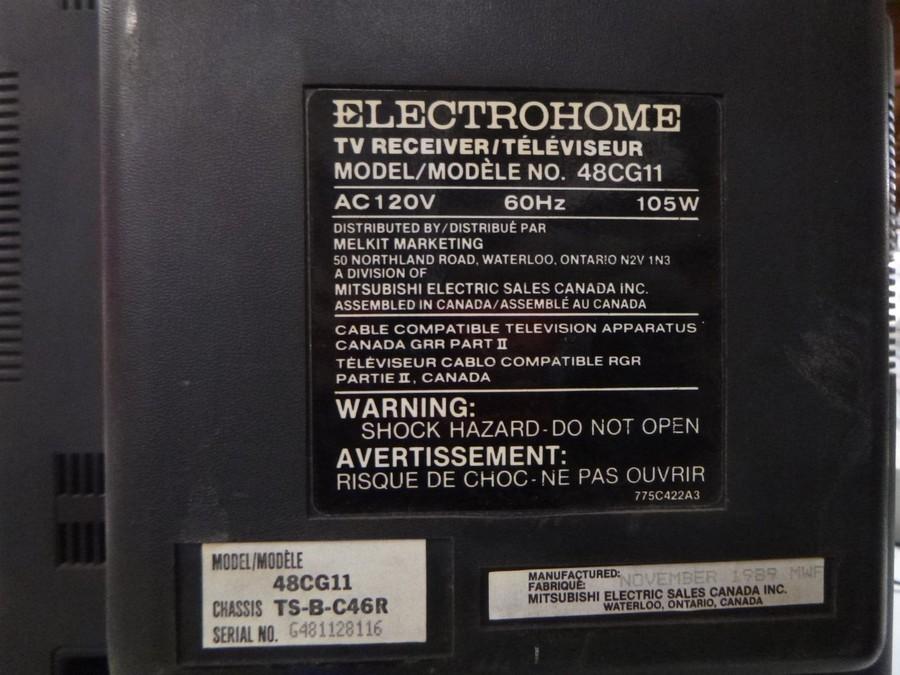 ELECTROHOME
TV RECEIVER/TÉLÉVISEUR
MODEL/MODÈLE NO. 48CG11
AC 120V 60Hz 105W
DISTRIBUTED BY/DISTRIBUÉ PAR
MELKIT MARKETING
50 NORTHLAND ROAD, WATERLOO, ONTARIO N2V 1N3
A DIVISION OF
MITSUBISHI ELECTRIC SALES CANADA INC.
ASSEMBLED IN CANADA/ASSEMBLÉ AU CANADA
CABLE COMPATIBLE TELEVISION APPARATUS
CANADA GRR PART II
TÉLÉVISEUR CABLO COMPATIBLE RGR
PARTIE II, CANADA
WARNING:
SHOCK HAZARD-DO NOT OPEN
AVERTISSEMENT:
RISQUE DE CHOC-NE PAS OUVRIR
775C422A3
MODEL/MODÈLE
48CG11
CHASSIS TS-B-C46R
SERIAL NO. G481128116
MANUFACTURED: NOVEMBER 1989 MWF
FABRIQUÉ:
MITSUBISHI ELECTRIC SALES CANADA INC.
WATERLOO, ONTARIO, CANADA